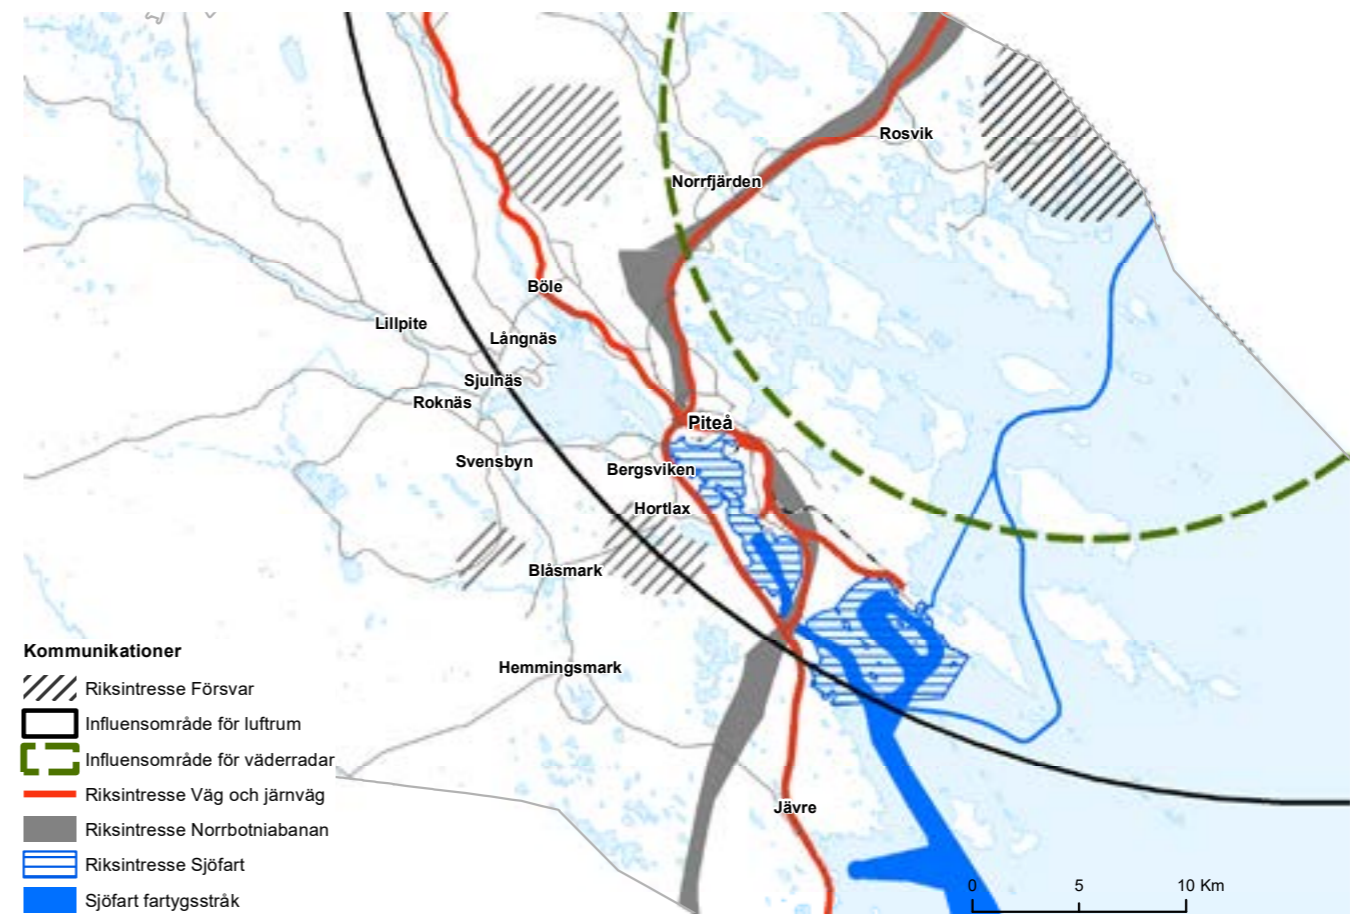 Rosvik
Norrfjärden
Böle
Lillpite
Långnäs
Sjulnäs
Roknäs
Piteå
Svensbyn
Bergsviken
Hortlax
Blåsmark
Hemmingsmark
Jävre
Kommunikationer
Riksintresse Försvar
Influensområde för luftrum
Influensområde för väderradar
Riksintresse Väg och järnväg
Riksintresse Norrbotniabanan
Riksintresse Sjöfart
Sjöfart fartygsstråk
0 5 10 Km